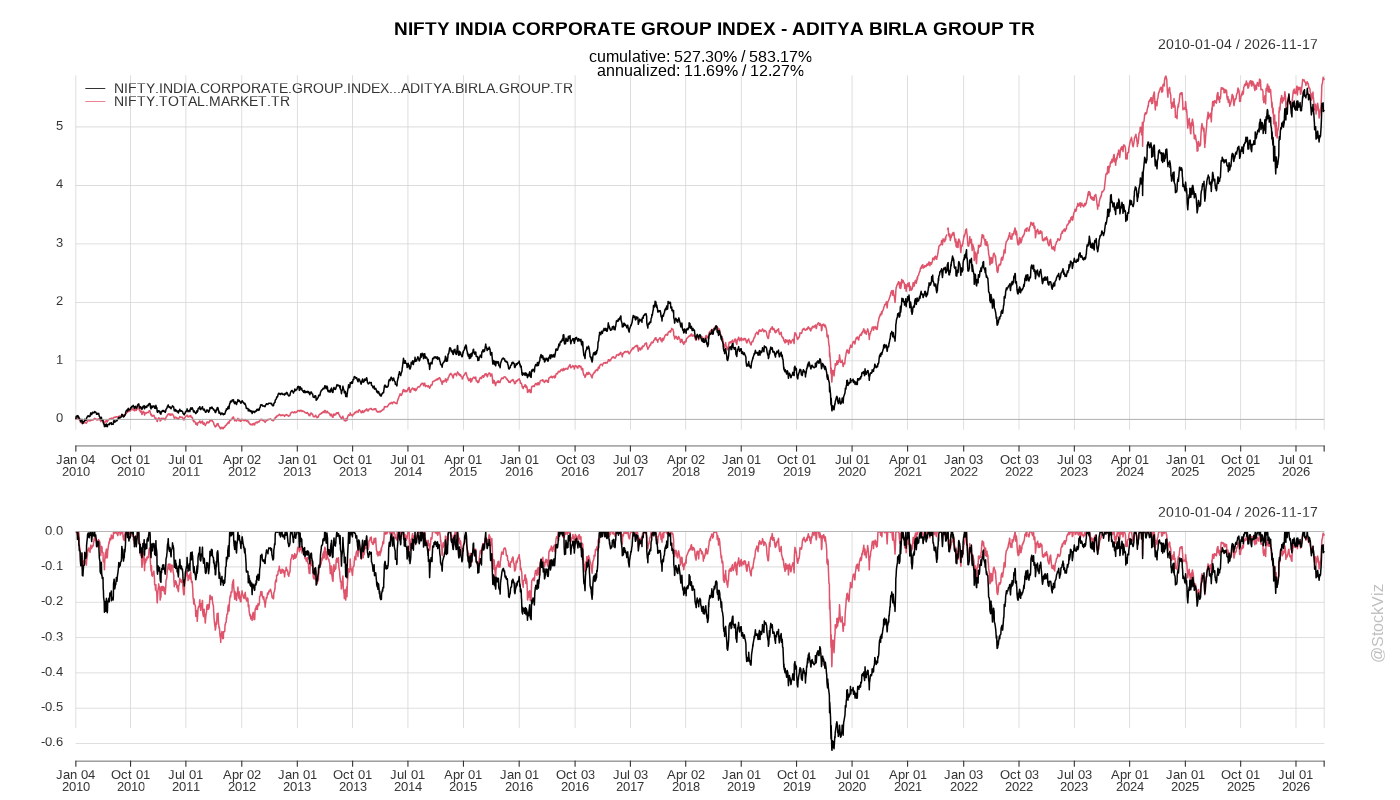 NIFTY INDIA CORPORATE GROUP INDEX - ADITYA BIRLA GROUP TR
2010-01-04 / 2026-11-17
cumulative: 527.30% / 583.17%
annualized: 11.69% / 12.27%
NIFTY.INDIA.CORPORATE.GROUP.INDEX...ADITYA.BIRLA.GROUP.TR
NIFTY.TOTAL.MARKET.TR
5
4
3
2
1
0
Jan 04 Oct 01 Jul 01 Apr 02 Jan 01 Oct 01 Jul 01 Apr 01 Jan 01 Oct 03 Jul 03 Apr 02 Jan 01 Oct 01 Jul 01 Apr 01 Jan 03 Oct 03 Jul 03 Apr 01 Jan 01 Oct 01 Jul 01
2010 2010 2011 2012 2013 2013 2014 2015 2016 2016 2017 2018 2019 2019 2020 2021 2022 2022 2023 2024 2025 2025 2026
2010-01-04 / 2026-11-17
0.0
-0.1
-0.2
-0.3
-0.4
-0.5
-0.6
Jan 04 Oct 01 Jul 01 Apr 02 Jan 01 Oct 01 Jul 01 Apr 01 Jan 01 Oct 03 Jul 03 Apr 02 Jan 01 Oct 01 Jul 01 Apr 01 Jan 03 Oct 03 Jul 03 Apr 01 Jan 01 Oct 01 Jul 01
2010 2010 2011 2012 2013 2013 2014 2015 2016 2016 2017 2018 2019 2019 2020 2021 2022 2022 2023 2024 2025 2025 2026
@StockViz